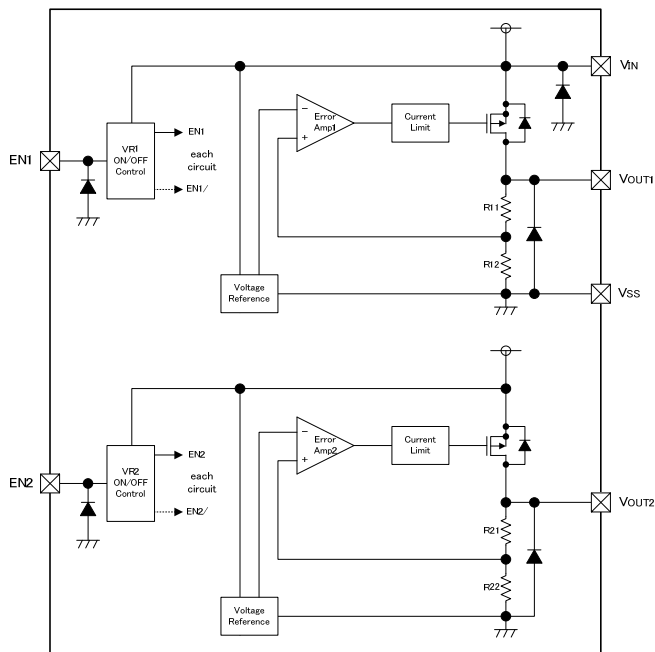 VIN
Error
Amp1
Current
Limit
EN1
VR1
ON/OFF
Control
EN1
each
circuit
EN1/
VOUT1
R11
R12
Voltage
Reference
VSS
Error
Amp2
Current
Limit
EN2
VR2
ON/OFF
Control
EN2
each
circuit
EN2/
VOUT2
R21
R22
Voltage
Reference